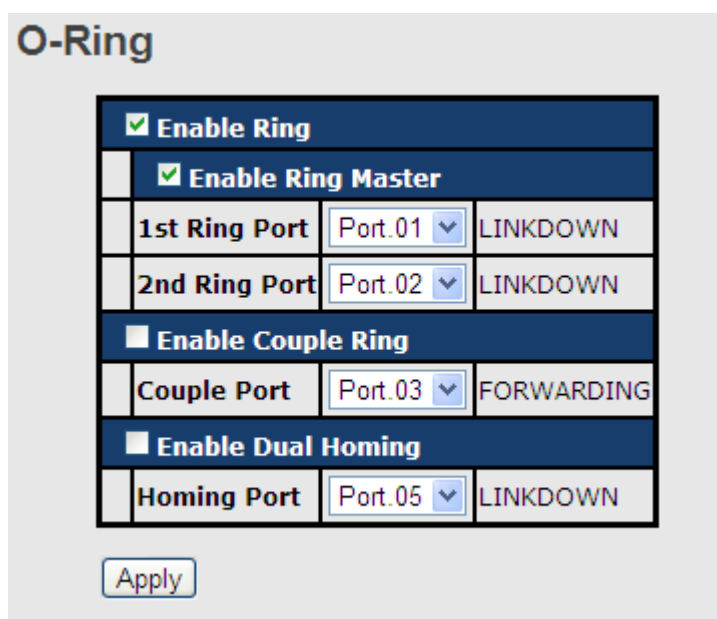 O-Ring
Enable Ring
Enable Ring Master
1st Ring Port Port.01 LINKDOWN
2nd Ring Port Port.02 LINKDOWN
Enable Couple Ring
Couple Port Port.03 FORWARDING
Enable Dual Homing
Homing Port Port.05 LINKDOWN
Apply